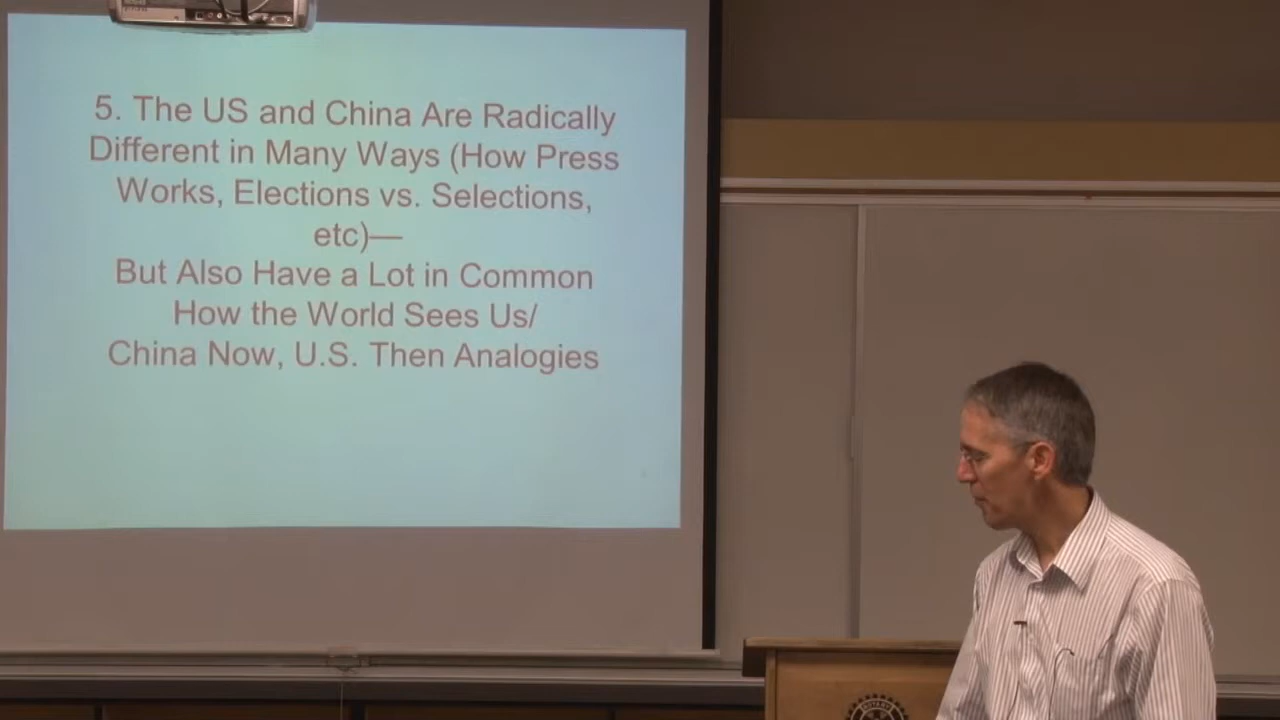 5. The US and China Are Radically
Different in Many Ways (How Press
Works, Elections vs. Selections,
etc)—
But Also Have a Lot in Common
How the World Sees Us/
China Now, U.S. Then Analogies
ROTARY